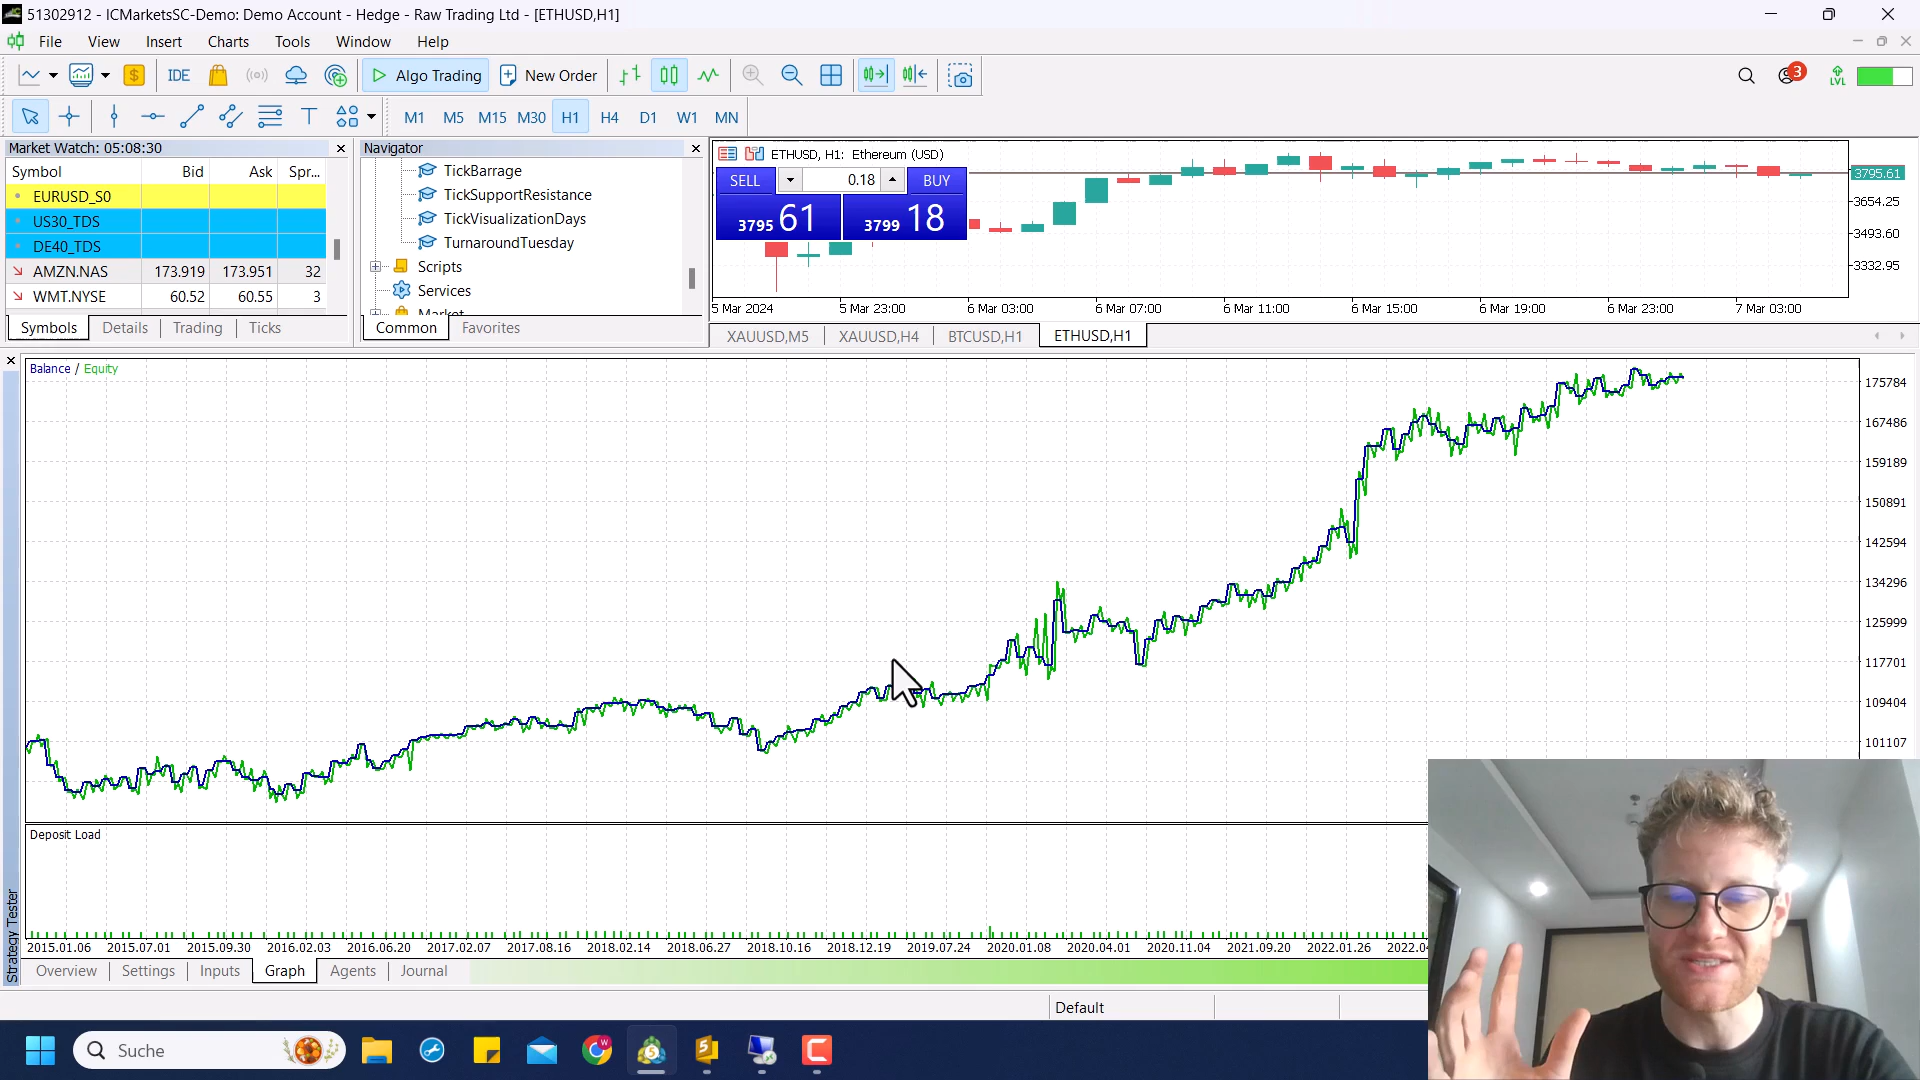 51302912 - ICMarketsSC-Demo: Demo Account - Hedge - Raw Trading Ltd - [ETHUSD,H1]
File View Insert Charts Tools Window Help
IDE Algo Trading New Order 3 LVL
M1 M5 M15 M30 H1 H4 D1 W1 MN
Market Watch: 05:08:30
Symbol Bid Ask Spr...
EURUSD_S0
US30_TDS
DE40_TDS
AMZN.NAS 173.919 173.951 32
WMT.NYSE 60.52 60.55 3
Symbols Details Trading Ticks
Navigator
TickBarrage
TickSupportResistance
TickVisualizationDays
TurnaroundTuesday
Scripts
Services
Market
Common Favorites
ETHUSD, H1: Ethereum (USD)
SELL 0.18 BUY
3795 61 3799 18
3795.61
3654.25
3493.60
3332.95
5 Mar 2024 5 Mar 23:00 6 Mar 03:00 6 Mar 07:00 6 Mar 11:00 6 Mar 15:00 6 Mar 19:00 6 Mar 23:00 7 Mar 03:00
XAUUSD,M5 XAUUSD,H4 BTCUSD,H1 ETHUSD,H1
Balance / Equity
175784
167486
159189
150891
142594
134296
125999
117701
109404
101107
Deposit Load
2015.01.06 2015.07.01 2015.09.30 2016.02.03 2016.06.20 2017.02.07 2017.08.16 2018.02.14 2018.06.27 2018.10.16 2018.12.19 2019.07.24 2020.01.08 2020.04.01 2020.11.04 2021.09.20 2022.01.26 2022.04
Strategy Tester
Overview Settings Inputs Graph Agents Journal
Default
Suche